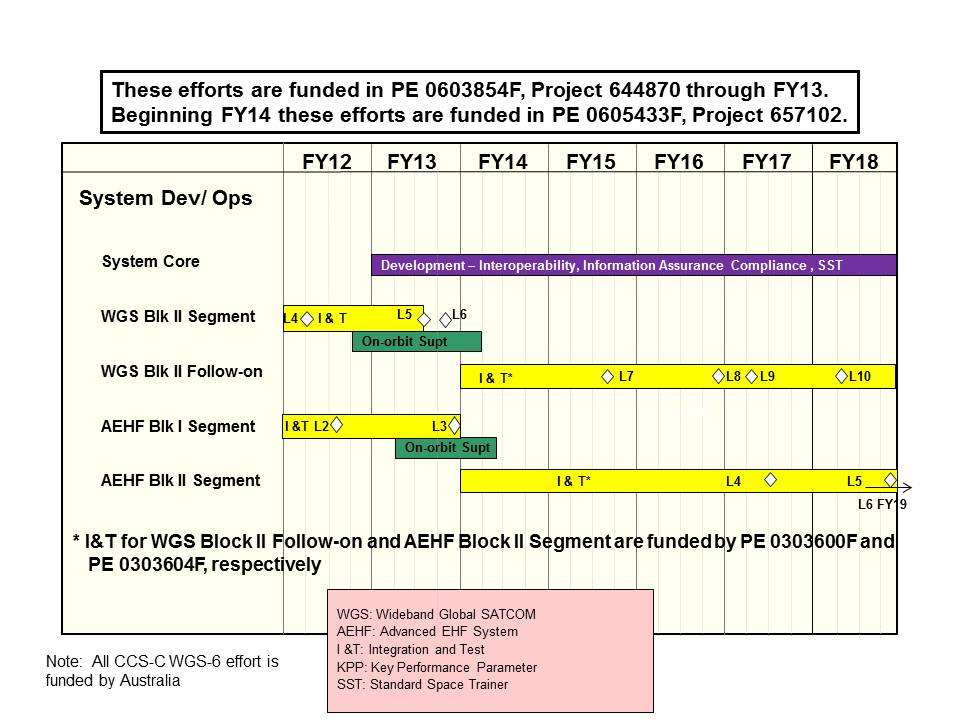 These efforts are funded in PE 0603854F, Project 644870 through FY13.
Beginning FY14 these efforts are funded in PE 0605433F, Project 657102.
FY12 FY13 FY14 FY15 FY16 FY17 FY18
System Dev/ Ops
System Core
Development – Interoperability, Information Assurance Compliance , SST
WGS Blk II Segment
L4 I & T L5 L6
On-orbit Supt
WGS Blk II Follow-on
I & T* L7 L8 L9 L10
AEHF Blk I Segment
I &T L2 L3
On-orbit Supt
AEHF Blk II Segment
I & T* L4 L5
L6 FY19
* I&T for WGS Block II Follow-on and AEHF Block II Segment are funded by PE 0303600F and
PE 0303604F, respectively
WGS: Wideband Global SATCOM
AEHF: Advanced EHF System
I &T: Integration and Test
KPP: Key Performance Parameter
SST: Standard Space Trainer
Note: All CCS-C WGS-6 effort is
funded by Australia